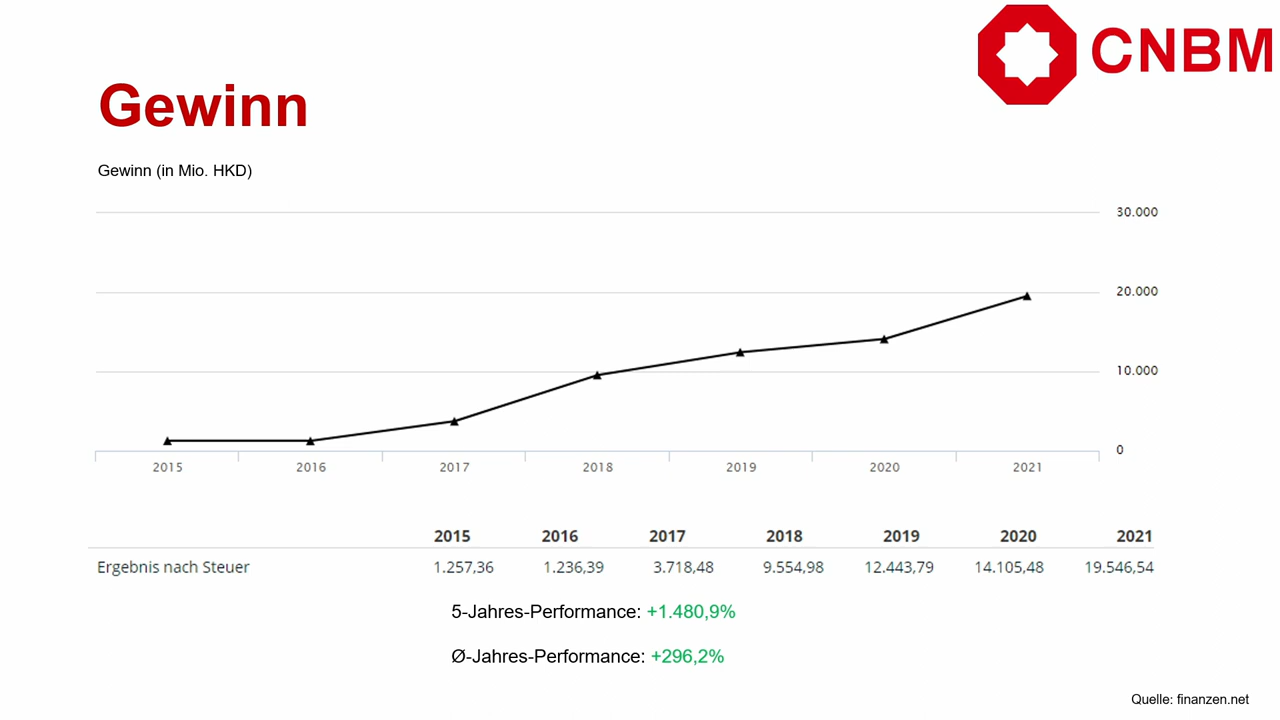 CNBM
Gewinn
Gewinn (in Mio. HKD)
30.000
20.000
10.000
0
2015 2016 2017 2018 2019 2020 2021
2015 2016 2017 2018 2019 2020 2021
Ergebnis nach Steuer 1.257,36 1.236,39 3.718,48 9.554,98 12.443,79 14.105,48 19.546,54
5-Jahres-Performance: +1.480,9%
Ø-Jahres-Performance: +296,2%
Quelle: finanzen.net